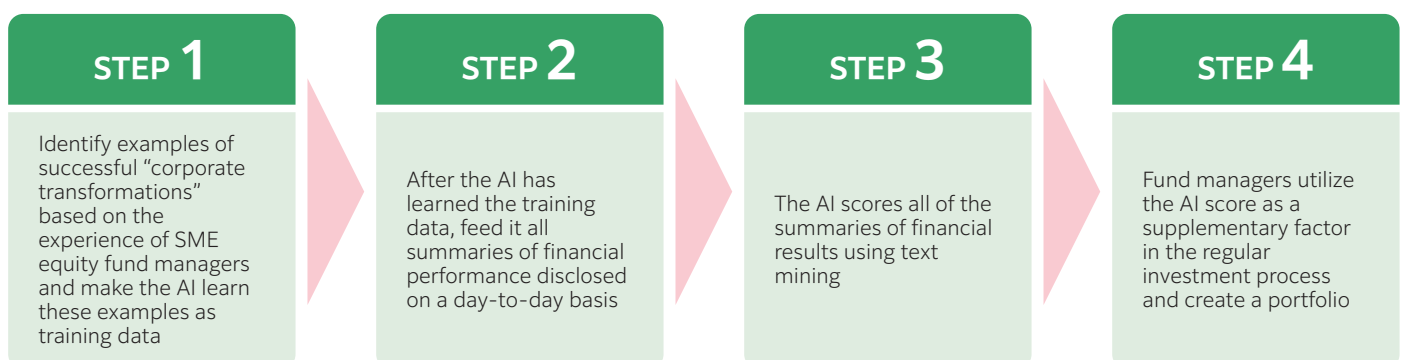 STEP 1
Identify examples of
successful “corporate
transformations”
based on the
experience of SME
equity fund managers
and make the AI learn
these examples as
training data
STEP 2
After the AI has
learned the training
data, feed it all
summaries of financial
performance disclosed
on a day-to-day basis
STEP 3
The AI scores all of the
summaries of financial
results using text
mining
STEP 4
Fund managers utilize
the AI score as a
supplementary factor
in the regular
investment process
and create a portfolio